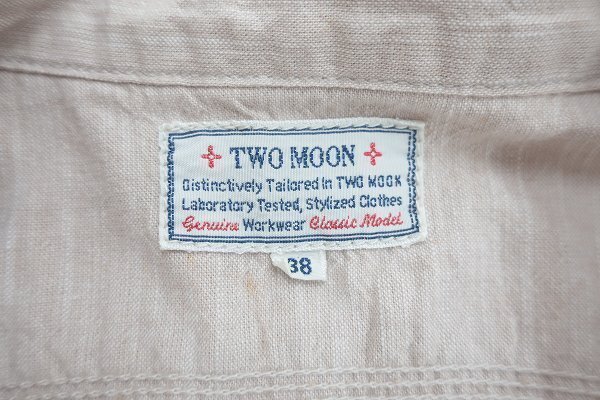 TWO MOON
Distinctively Tailored In TWO MOON
Laboratory Tested, Stylized Clothes
Genuine Workwear Classic Model
38